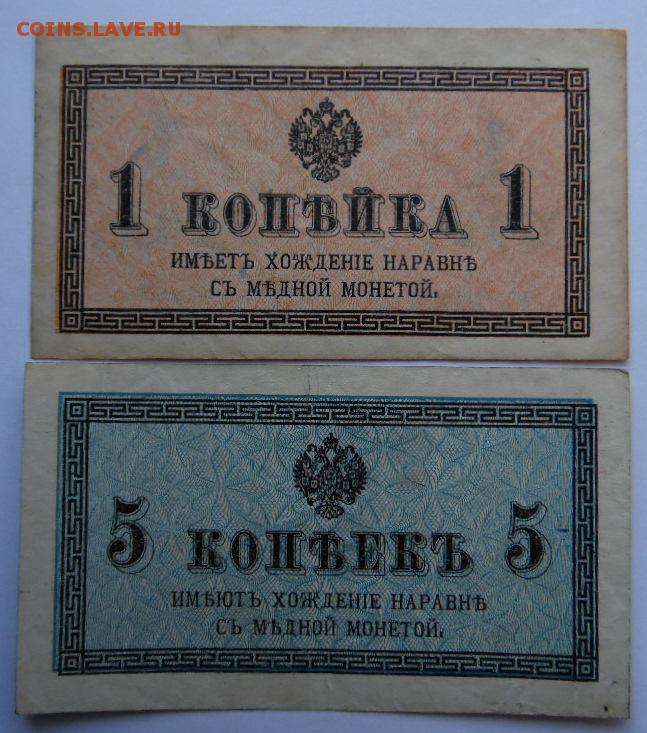 COINS.LAVE.RU
1 КОПѢЙКА 1
ИМѢЕТЪ ХОЖДЕНІЕ НАРАВНѢ
СЪ МѢДНОЙ МОНЕТОЙ.
5 КОПѢЕКЪ 5
ИМѢЮТЪ ХОЖДЕНІЕ НАРАВНѢ
СЪ МѢДНОЙ МОНЕТОЙ.